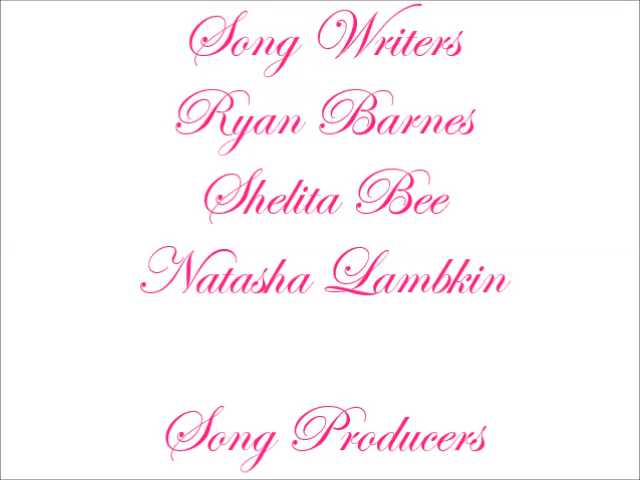 Song Writers
Ryan Barnes
Shelita Bee
Natasha Lambkin
Song Producers